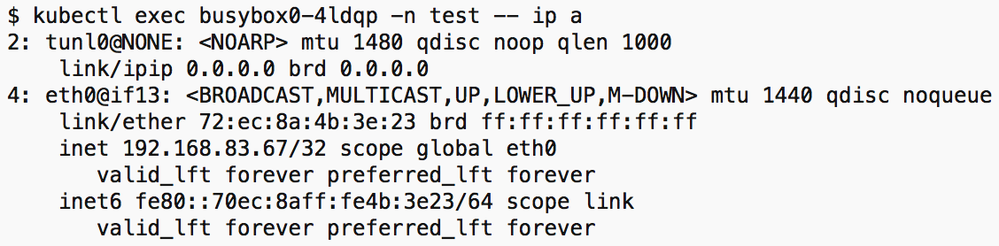 $ kubectl exec busybox0-4ldqp -n test -- ip a
2: tunl0@NONE: <NOARP> mtu 1480 qdisc noop qlen 1000
    link/ipip 0.0.0.0 brd 0.0.0.0
4: eth0@if13: <BROADCAST,MULTICAST,UP,LOWER_UP,M-DOWN> mtu 1440 qdisc noqueue
    link/ether 72:ec:8a:4b:3e:23 brd ff:ff:ff:ff:ff:ff
    inet 192.168.83.67/32 scope global eth0
       valid_lft forever preferred_lft forever
    inet6 fe80::70ec:8aff:fe4b:3e23/64 scope link
       valid_lft forever preferred_lft forever